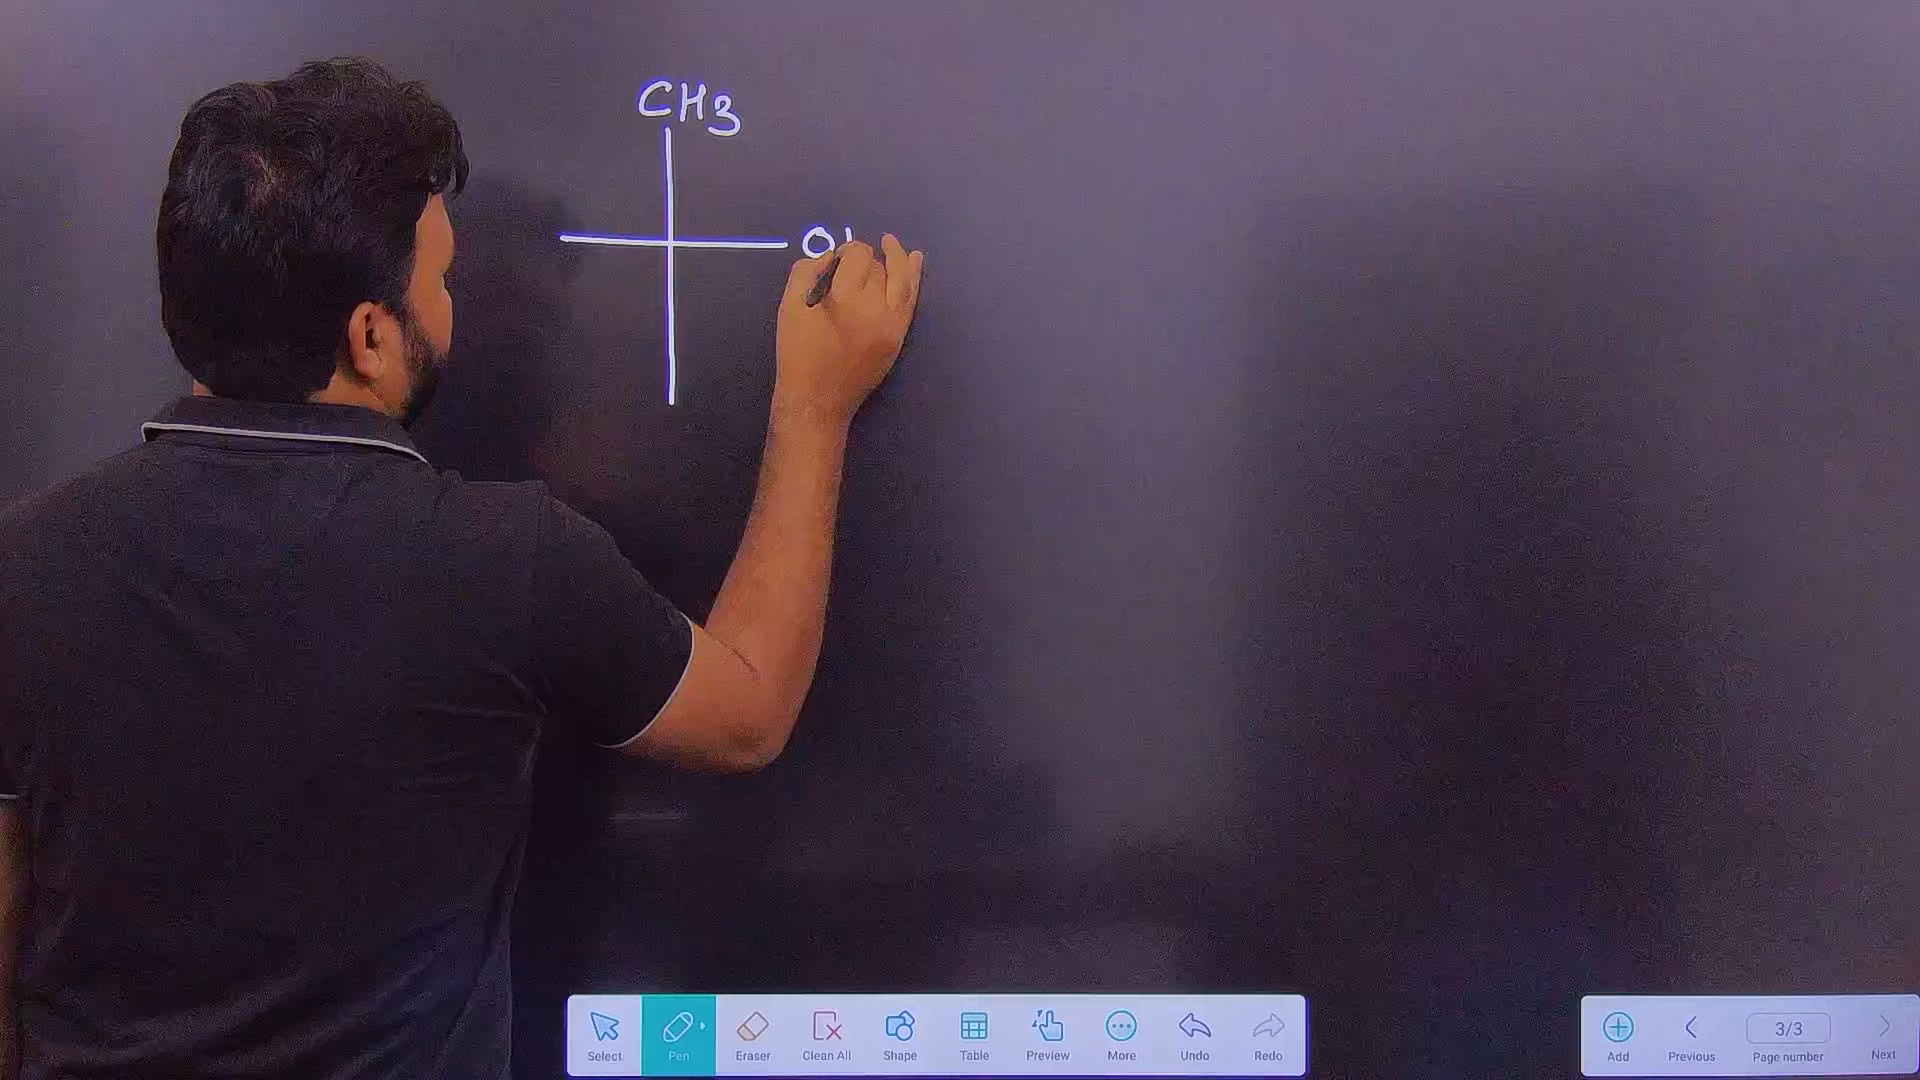 CH3
Select Pen Eraser Clean All Shape Table Preview More Undo Redo
3/3
Add Previous Page number Next